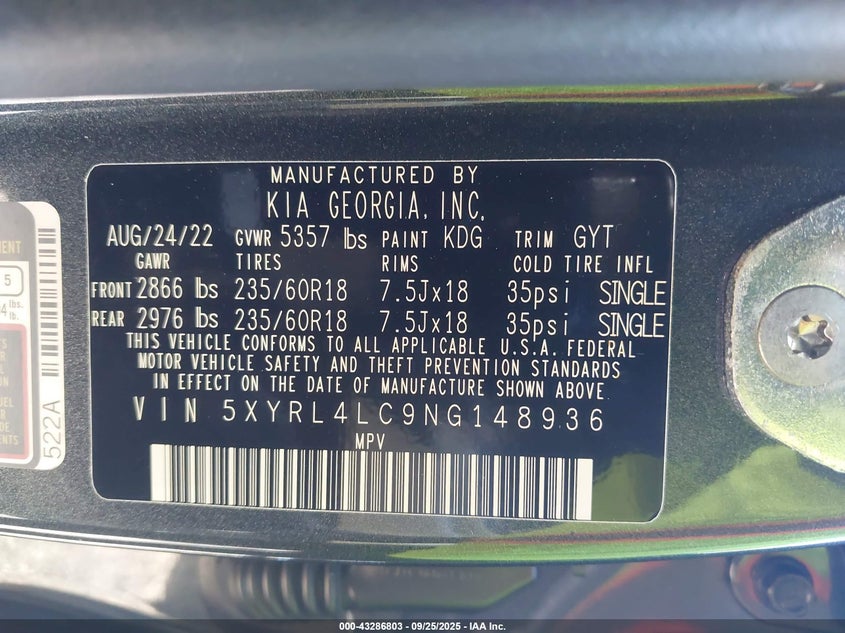 MANUFACTURED BY
KIA GEORGIA, INC.
AUG/24/22 GVWR 5357 lbs PAINT KDG TRIM GYT
GAWR TIRES RIMS COLD TIRE INFL
FRONT 2866 lbs 235/60R18 7.5Jx18 35psi SINGLE
REAR 2976 lbs 235/60R18 7.5Jx18 35psi SINGLE
THIS VEHICLE CONFORMS TO ALL APPLICABLE U.S.A. FEDERAL
MOTOR VEHICLE SAFETY AND THEFT PREVENTION STANDARDS
IN EFFECT ON THE DATE OF MANUFACTURE SHOWN ABOVE.
VIN 5XYRL4LC9NG148936
MPV
5
lbs.
lb.
522A
000-43286803 - 09/25/2025 - IAA Inc.